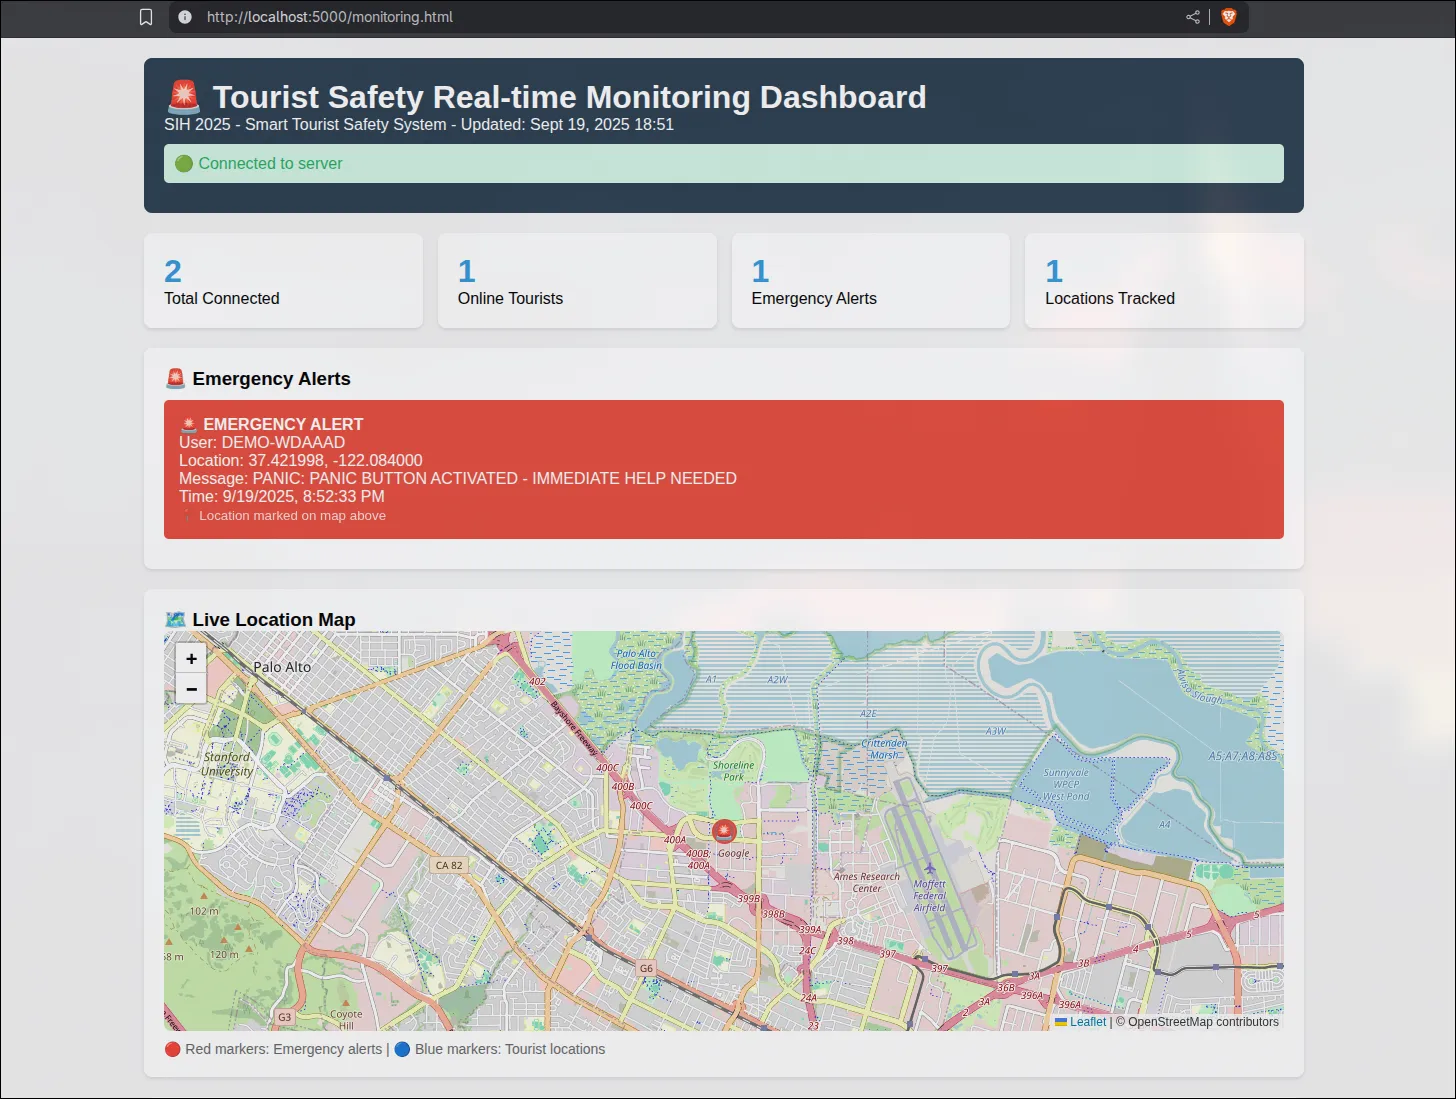 http://localhost:5000/monitoring.html
🚨 Tourist Safety Real-time Monitoring Dashboard
SIH 2025 - Smart Tourist Safety System - Updated: Sept 19, 2025 18:51
🟢 Connected to server
2
Total Connected
1
Online Tourists
1
Emergency Alerts
1
Locations Tracked
🚨 Emergency Alerts
🚨 EMERGENCY ALERT
User: DEMO-WDAAAD
Location: 37.421998, -122.084000
Message: PANIC: PANIC BUTTON ACTIVATED - IMMEDIATE HELP NEEDED
Time: 9/19/2025, 8:52:33 PM
Location marked on map above
🗺️ Live Location Map
+
−
Palo Alto
Palo Alto
Flood Basin
402
A1
A2W
A2E
A3W
Alviso Slough
Bayshore Freeway
Crittenden
Marsh
A5;A7;A8;A8S
Stanford
University
Shoreline
Park
Sunnyvale
WPCP
West Pond
400C
400B
400C
A4
400A
400B;
400A
Google
CA 82
Ames Research
Center
Moffett
Federal
Airfield
399B
398B
102 m
399A
398
5
5
120 m
24C
397
397
4
3B
G6
3A
36B
396A
3A
396A
24A
2
G3
Coyote
Hill
23
Leaflet | © OpenStreetMap contributors
🔴 Red markers: Emergency alerts | 🔵 Blue markers: Tourist locations